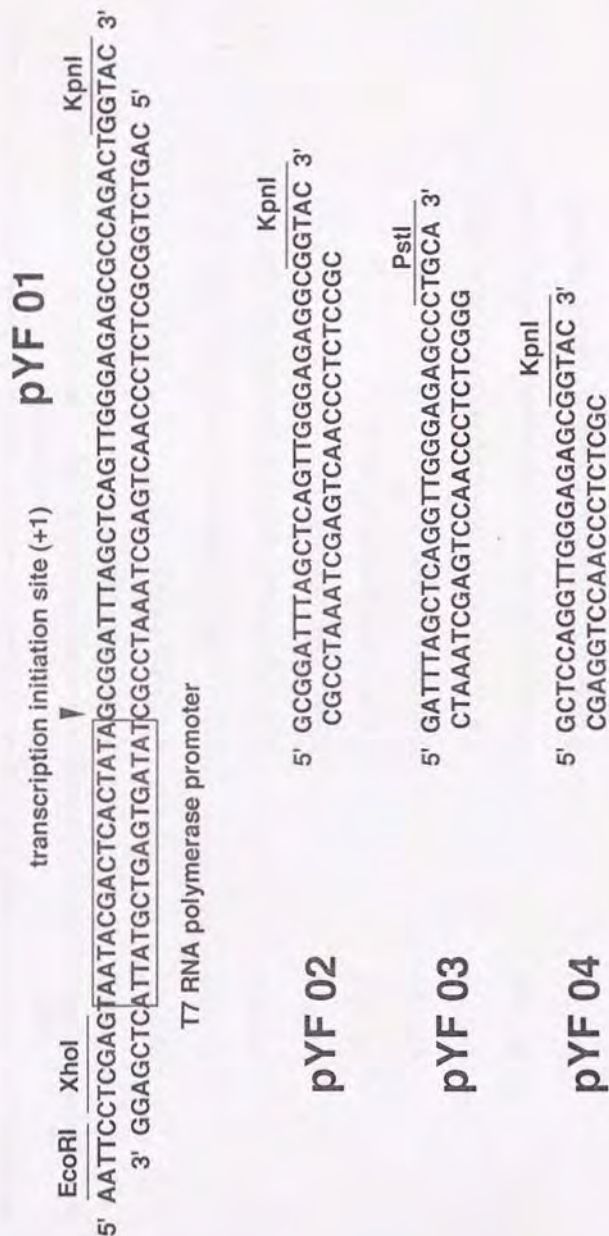 pYF 01
transcription initiation site (+1)
EcoRI XhoI KpnI
5' AATTCCTCGAGTAATACGACTCACTATAGCGGATTTAGCTCAGTTGGGAGAGCGCCAGACTGGTAC 3'
3' GGAGCTCATTATGCTGAGTGATATCGCCTAAATCGAGTCAACCCTCTCGCGGTCTGAC 5'
T7 RNA polymerase promoter
KpnI
pYF 02 5' GCGGATTTAGCTCAGTTGGGAGAGGCGGTAC 3'
CGCCTAAATCGAGTCAACCCTCTCCGC
PstI
pYF 03 5' GATTTAGCTCAGGTTGGGAGAGCCCTGCA 3'
CTAAATCGAGTCCAACCCTCTCGGG
KpnI
pYF 04 5' GCTCCAGGTTGGGAGAGCGGTAC 3'
CGAGGTCCAACCCTCTCGC